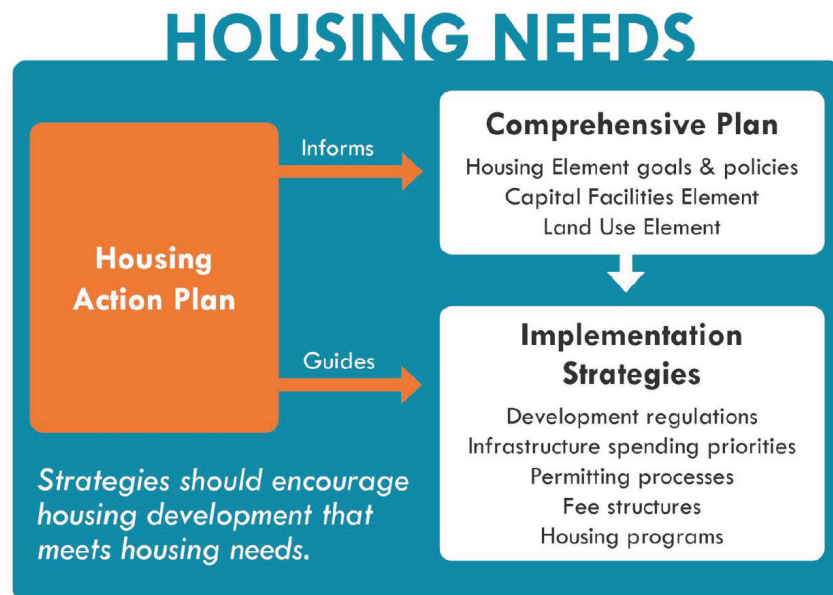 HOUSING NEEDS
Housing
Action Plan
Informs
Comprehensive Plan
Housing Element goals & policies
Capital Facilities Element
Land Use Element
Guides
Implementation
Strategies
Development regulations
Infrastructure spending priorities
Permitting processes
Fee structures
Housing programs
Strategies should encourage
housing development that
meets housing needs.